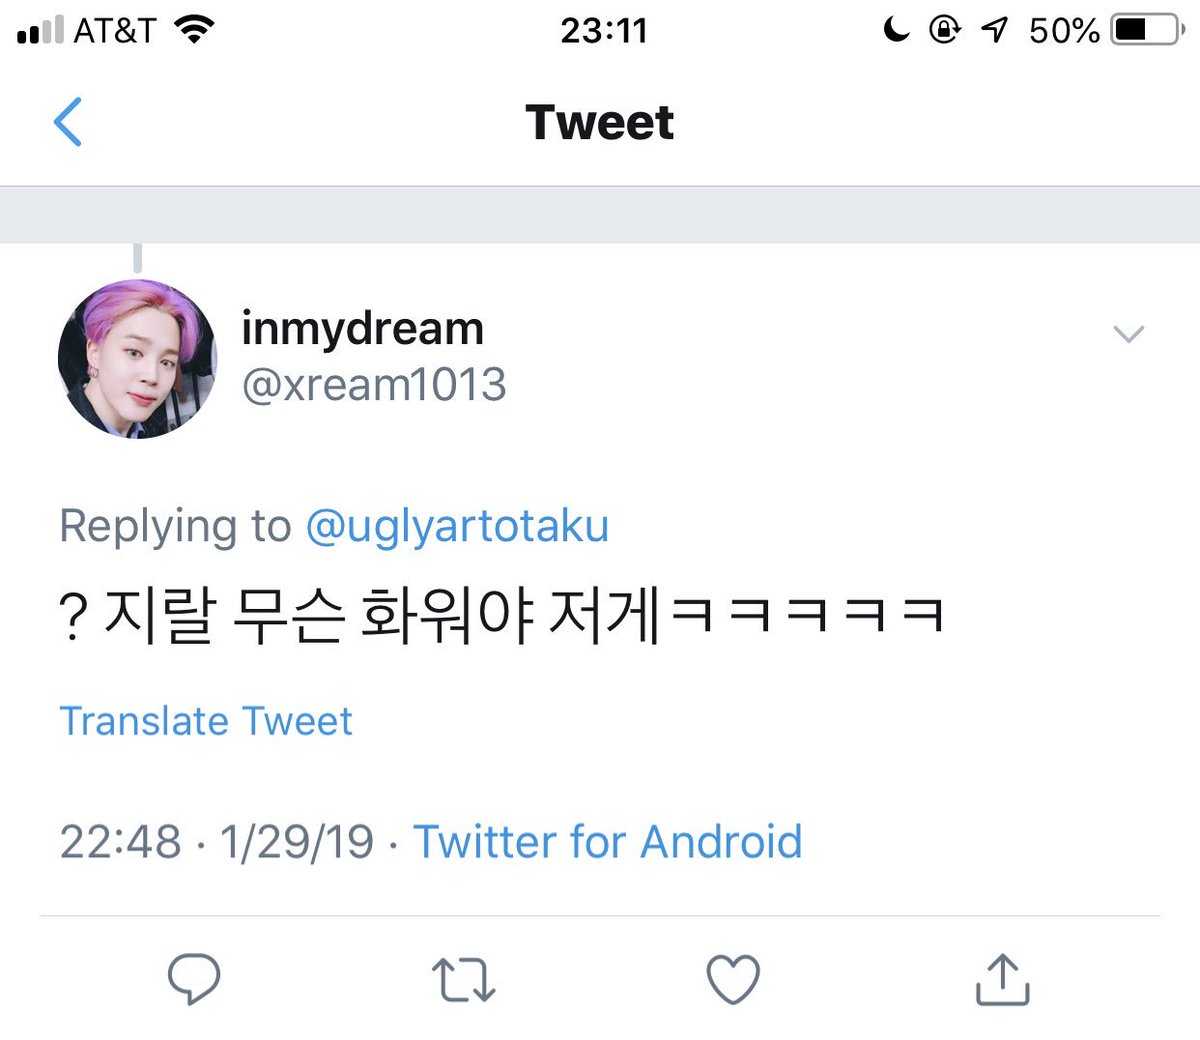 AT&T 23:11 50%
Tweet
inmydream
@xream1013
Replying to @uglyartotaku
? 지랄 무슨 화워야 저게ㅋㅋㅋㅋㅋ
Translate Tweet
22:48 · 1/29/19 · Twitter for Android